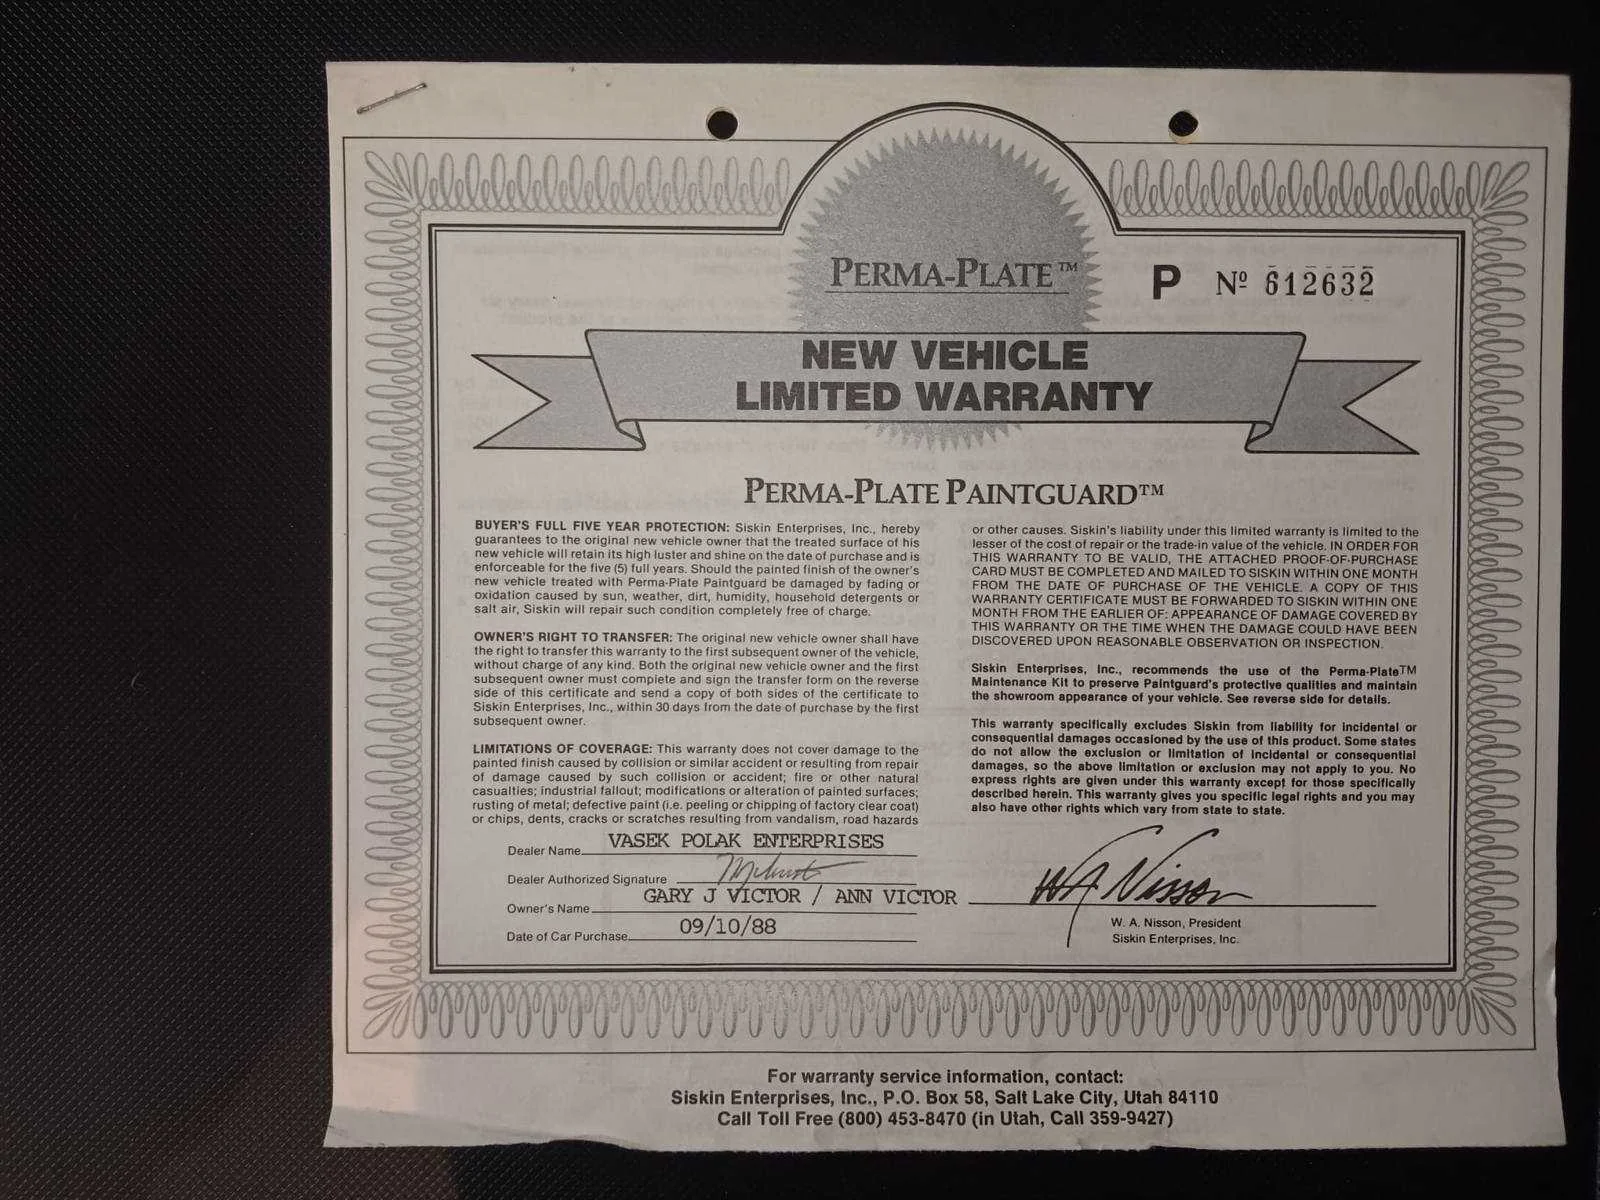 PERMA-PLATE™
P Nº 612632
NEW VEHICLE
LIMITED WARRANTY
PERMA-PLATE PAINTGUARD™
BUYER'S FULL FIVE YEAR PROTECTION: Siskin Enterprises, Inc., hereby
guarantees to the original new vehicle owner that the treated surface of his
new vehicle will retain its high luster and shine on the date of purchase and is
enforceable for the five (5) full years. Should the painted finish of the owner's
new vehicle treated with Perma-Plate Paintguard be damaged by fading or
oxidation caused by sun, weather, dirt, humidity, household detergents or
salt air, Siskin will repair such condition completely free of charge.
OWNER'S RIGHT TO TRANSFER: The original new vehicle owner shall have
the right to transfer this warranty to the first subsequent owner of the vehicle,
without charge of any kind. Both the original new vehicle owner and the first
subsequent owner must complete and sign the transfer form on the reverse
side of this certificate and send a copy of both sides of the certificate to
Siskin Enterprises, Inc., within 30 days from the date of purchase by the first
subsequent owner.
LIMITATIONS OF COVERAGE: This warranty does not cover damage to the
painted finish caused by collision or similar accident or resulting from repair
of damage caused by such collision or accident; fire or other natural
casualties; industrial fallout; modifications or alteration of painted surfaces;
rusting of metal; defective paint (i.e. peeling or chipping of factory clear coat)
or chips, dents, cracks or scratches resulting from vandalism, road hazards
or other causes. Siskin's liability under this limited warranty is limited to the
lesser of the cost of repair or the trade-in value of the vehicle. IN ORDER FOR
THIS WARRANTY TO BE VALID, THE ATTACHED PROOF-OF-PURCHASE
CARD MUST BE COMPLETED AND MAILED TO SISKIN WITHIN ONE MONTH
FROM THE DATE OF PURCHASE OF THE VEHICLE. A COPY OF THIS
WARRANTY CERTIFICATE MUST BE FORWARDED TO SISKIN WITHIN ONE
MONTH FROM THE EARLIER OF: APPEARANCE OF DAMAGE COVERED BY
THIS WARRANTY OR THE TIME WHEN THE DAMAGE COULD HAVE BEEN
DISCOVERED UPON REASONABLE OBSERVATION OR INSPECTION.
Siskin Enterprises, Inc., recommends the use of the Perma-Plate™
Maintenance Kit to preserve Paintguard's protective qualities and maintain
the showroom appearance of your vehicle. See reverse side for details.
This warranty specifically excludes Siskin from liability for incidental or
consequential damages occasioned by the use of this product. Some states
do not allow the exclusion or limitation of incidental or consequential
damages, so the above limitation or exclusion may not apply to you. No
express rights are given under this warranty except for those specifically
described herein. This warranty gives you specific legal rights and you may
also have other rights which vary from state to state.
Dealer Name VASEK POLAK ENTERPRISES
Dealer Authorized Signature
Owner's Name GARY J VICTOR / ANN VICTOR
Date of Car Purchase 09/10/88
W A Nisson
W. A. Nisson, President
Siskin Enterprises, Inc.
For warranty service information, contact:
Siskin Enterprises, Inc., P.O. Box 58, Salt Lake City, Utah 84110
Call Toll Free (800) 453-8470 (in Utah, Call 359-9427)